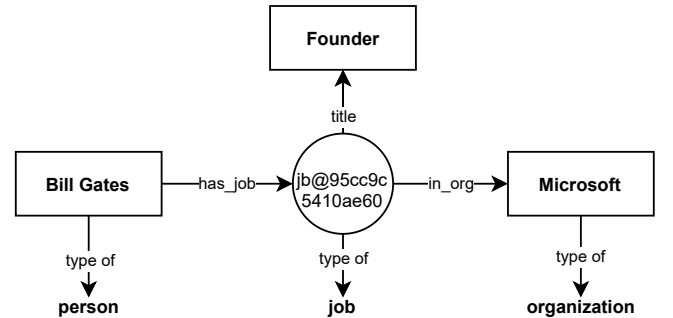 Founder
title
Bill Gates
has_job
jb@95cc9c
5410ae60
in_org
Microsoft
type of
type of
type of
person
job
organization